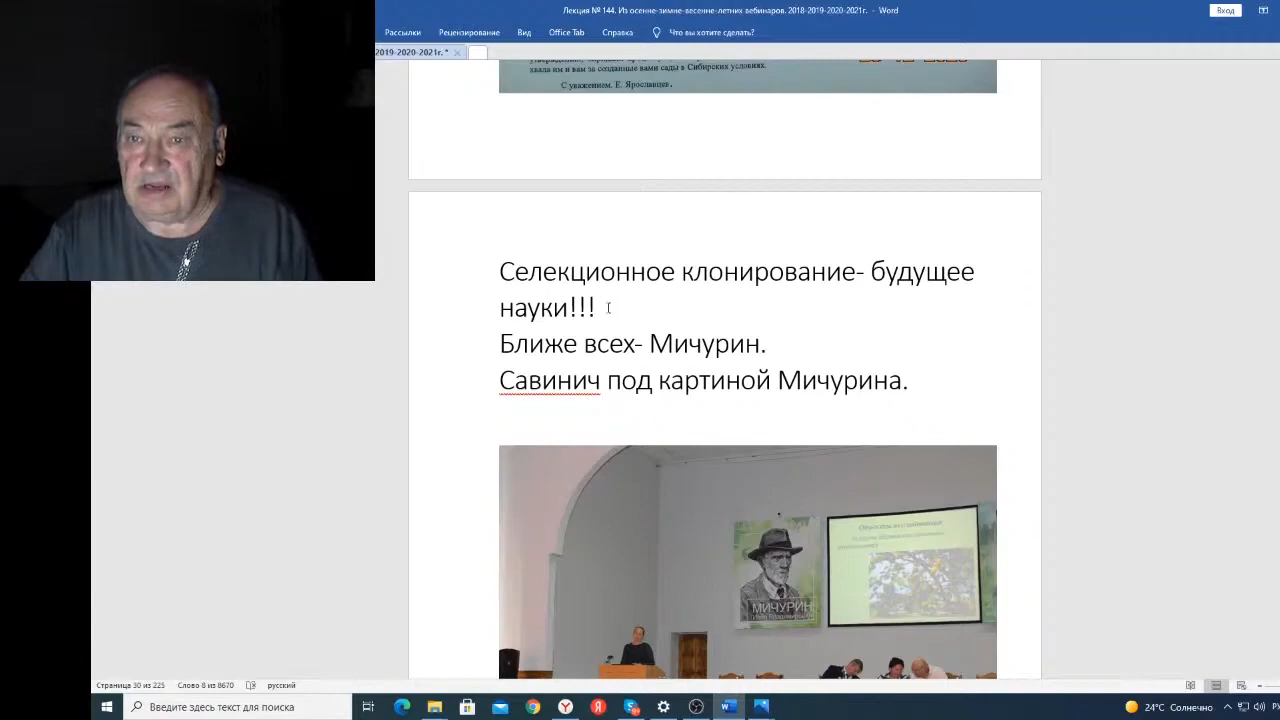 Лекция № 144. Из осенне-зимне-весенне-летних вебинаров. 2018-2019-2020-2021г. - Word
Вход
Рассылки Рецензирование Вид Office Tab Справка Что вы хотите сделать?
2019-2020-2021г. *
хвала им и вам за созданные вами сады в Сибирских условиях.
С уважением. Е. Ярославцев.
Селекционное клонирование- будущее
науки!!!
Ближе всех- Мичурин.
Савинич под картиной Мичурина.
МИЧУРИН
Иван Владимирович
Страница 30 из 225 Слово 8 из 8670 русский
Введите здесь текст для поиска
24°C Солнечно